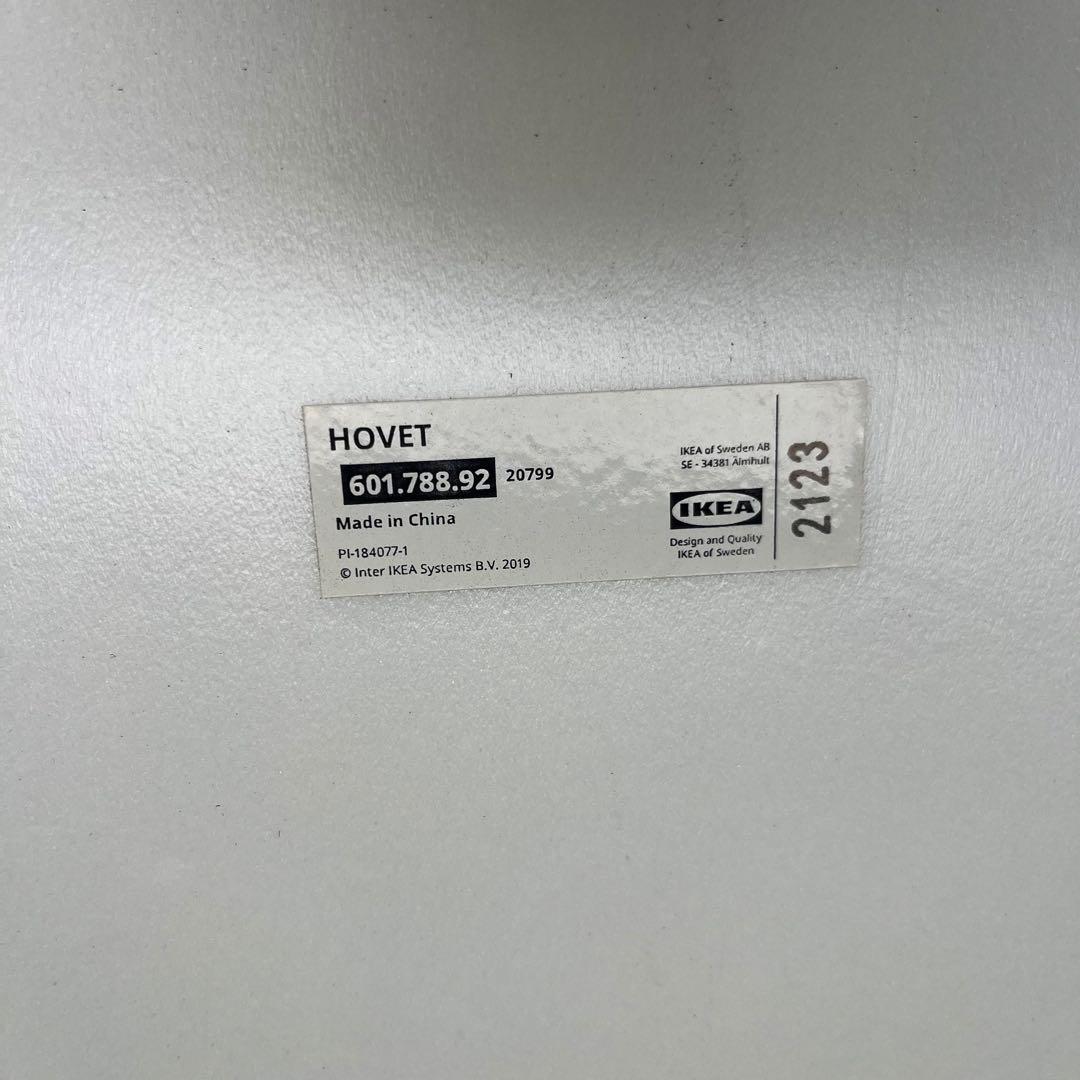 HOVET
601.788.92 20799
Made in China
PI-184077-1
© Inter IKEA Systems B.V. 2019
IKEA of Sweden AB
SE - 34381 Älmhult
IKEA
Design and Quality
IKEA of Sweden
2123